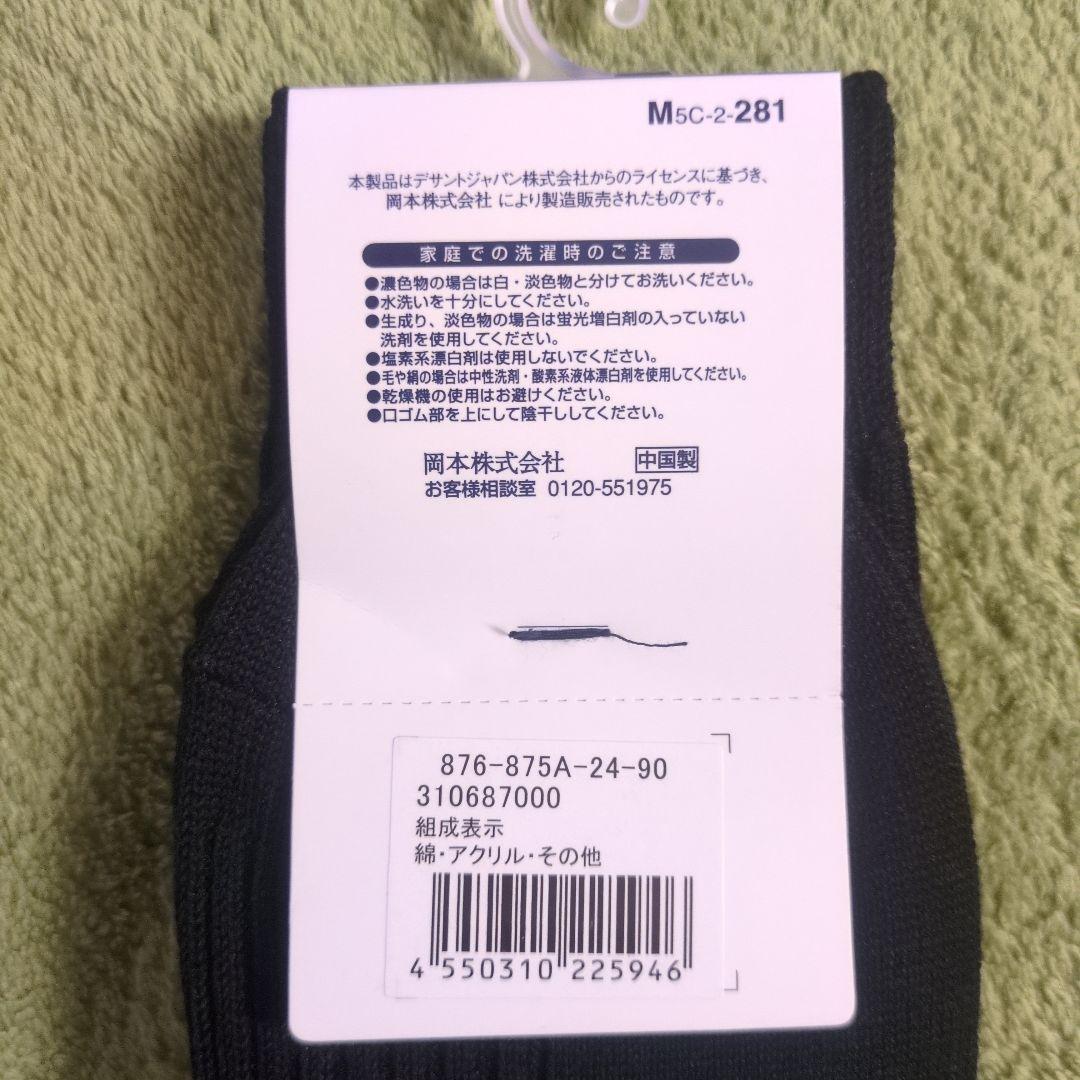 M5C-2-281
本製品はデサントジャパン株式会社からのライセンスに基づき、
岡本株式会社 により製造販売されたものです。
家庭での洗濯時のご注意
●濃色物の場合は白・淡色物と分けてお洗いください。
●水洗いを十分にしてください。
●生成り、淡色物の場合は蛍光増白剤の入っていない
洗剤を使用してください。
●塩素系漂白剤は使用しないでください。
●毛や絹の場合は中性洗剤・酸素系液体漂白剤を使用してください。
●乾燥機の使用はお避けください。
●口ゴム部を上にして陰干ししてください。
岡本株式会社 中国製
お客様相談室 0120-551975
876-875A-24-90
310687000
組成表示
綿・アクリル・その他
4 550310 225946